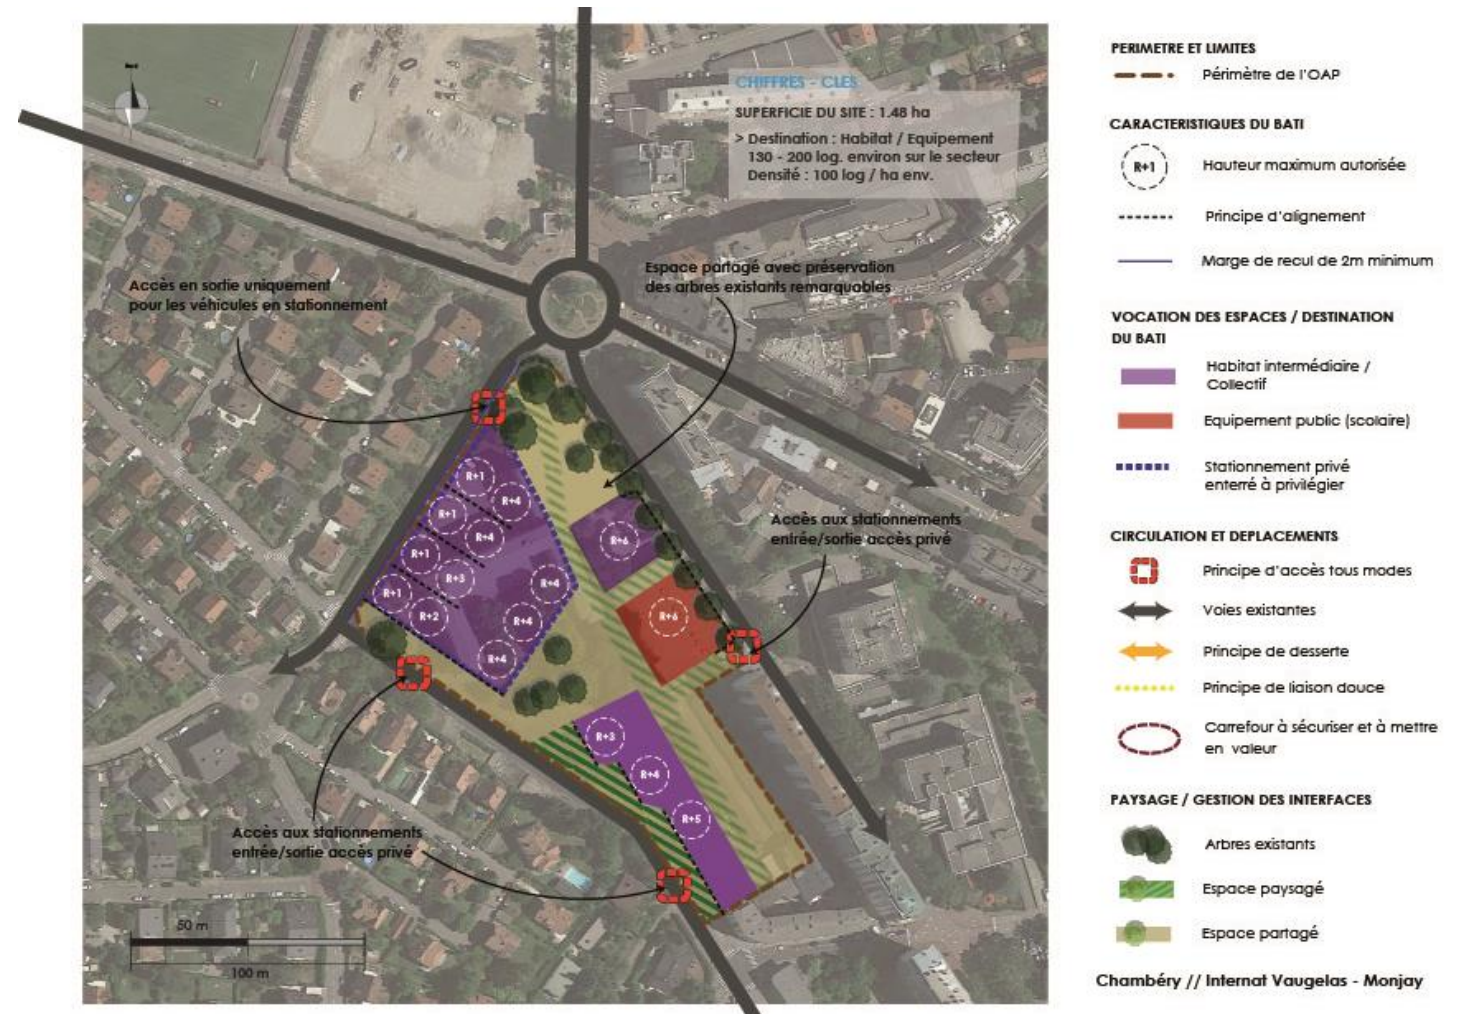 Nord
CHIFFRES - CLES
SUPERFICIE DU SITE : 1.48 ha
> Destination : Habitat / Equipement
130 - 200 log. environ sur le secteur
Densité : 100 log / ha env.
Accès en sortie uniquement
pour les véhicules en stationnement
Espace partagé avec préservation
des arbres existants remarquables
Accès aux stationnements
entrée/sortie accès privé
R+1
R+4
R+1
R+4
R+1
R+3
R+1
R+2
R+4
R+4
R+4
R+6
R+6
R+3
R+4
R+5
Accès aux stationnements
entrée/sortie accès privé
50 m
100 m
PERIMETRE ET LIMITES
Périmètre de l'OAP
CARACTERISTIQUES DU BATI
R+1
Hauteur maximum autorisée
Principe d'alignement
Marge de recul de 2m minimum
VOCATION DES ESPACES / DESTINATION
DU BATI
Habitat intermédiaire /
Collectif
Equipement public (scolaire)
Stationnement privé
enterré à privilégier
CIRCULATION ET DEPLACEMENTS
Principe d'accès tous modes
Voies existantes
Principe de desserte
Principe de liaison douce
Carrefour à sécuriser et à mettre
en valeur
PAYSAGE / GESTION DES INTERFACES
Arbres existants
Espace paysagé
Espace partagé
Chambéry // Internat Vaugelas - Monjay